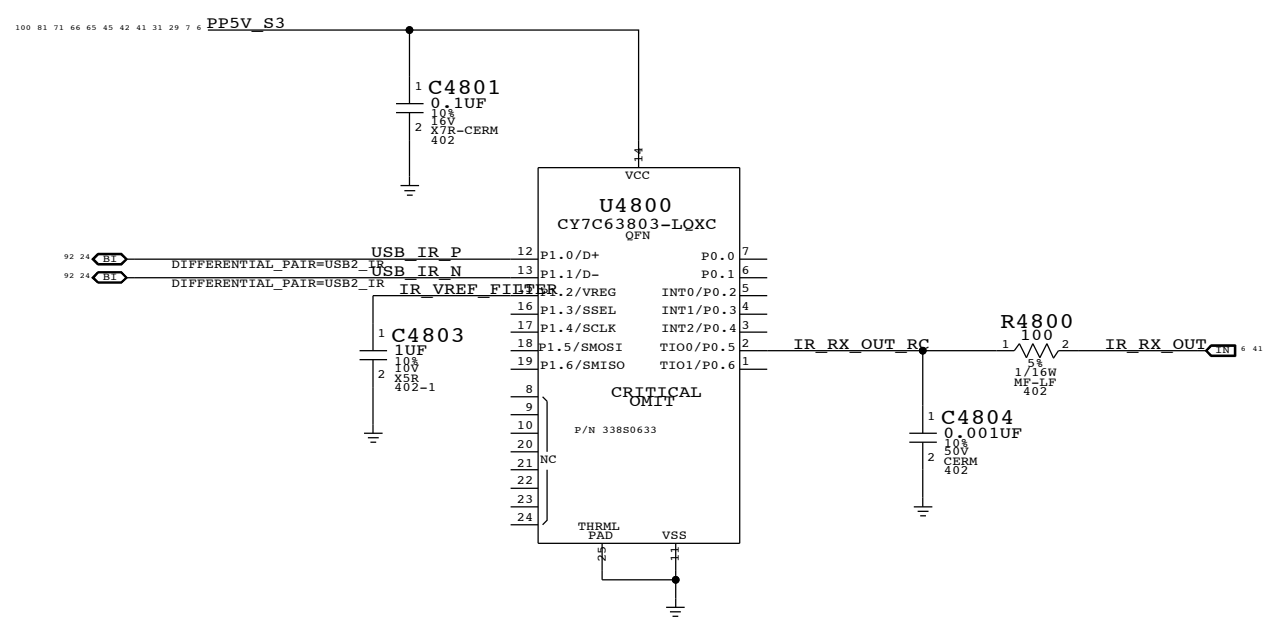 100 81 71 66 65 45 42 41 31 29 7 6 PP5V_S3
1 C4801
0.1UF
10%
16V
2 X7R-CERM
402
14
VCC
U4800
CY7C63803-LQXC
QFN
92 24 BI USB_IR_P 12 P1.0/D+ P0.0 7
DIFFERENTIAL_PAIR=USB2_IR
92 24 BI USB_IR_N 13 P1.1/D- P0.1 6
DIFFERENTIAL_PAIR=USB2_IR
IR_VREF_FILTER 15 P1.2/VREG INT0/P0.2 5
16 P1.3/SSEL INT1/P0.3 4
17 P1.4/SCLK INT2/P0.4 3
18 P1.5/SMOSI TIO0/P0.5 2
19 P1.6/SMISO TIO1/P0.6 1
1 C4803
1UF
10%
10V
2 X5R
402-1
IR_RX_OUT_RC
R4800
100
1 2
5%
1/16W
MF-LF
402
IR_RX_OUT IN 6 41
CRITICAL
OMIT
P/N 338S0633
8
9
10
20
NC
21
22
23
24
1 C4804
0.001UF
10%
50V
2 CERM
402
THRML
PAD VSS
25 11